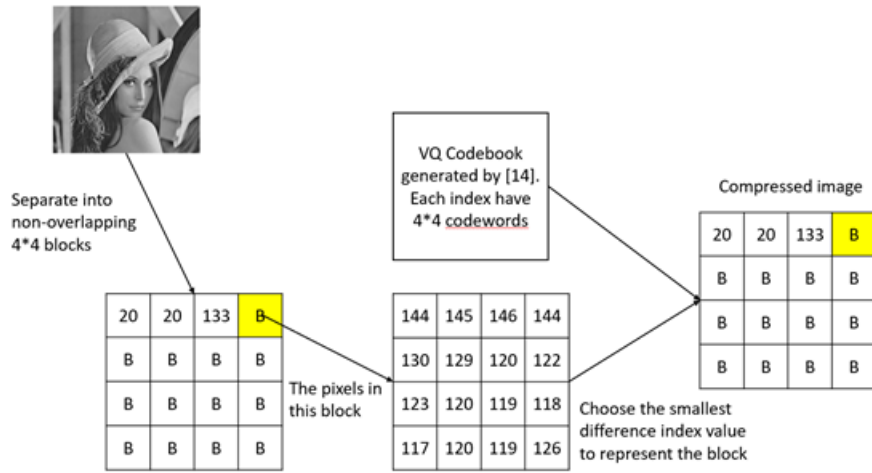 Separate into
non-overlapping
4*4 blocks
VQ Codebook
generated by [14].
Each index have
4*4 codewords
Compressed image
20 20 133 B
B B B B
B B B B
B B B B
20 20 133 B
B B B B
B B B B
B B B B
The pixels in
this block
144 145 146 144
130 129 120 122
123 120 119 118
117 120 119 126
Choose the smallest
difference index value
to represent the block